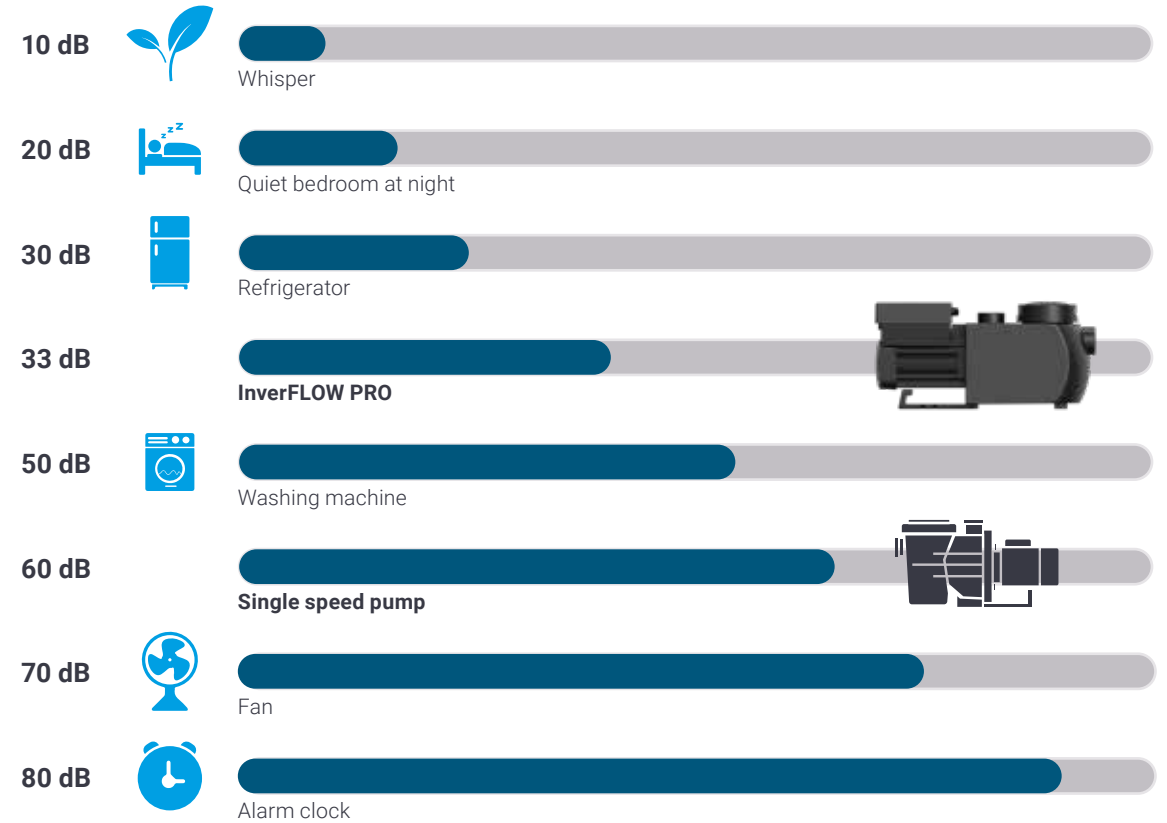 10 dB
Whisper
20 dB
z z z
Quiet bedroom at night
30 dB
Refrigerator
33 dB
InverFLOW PRO
50 dB
Washing machine
60 dB
Single speed pump
70 dB
Fan
80 dB
Alarm clock